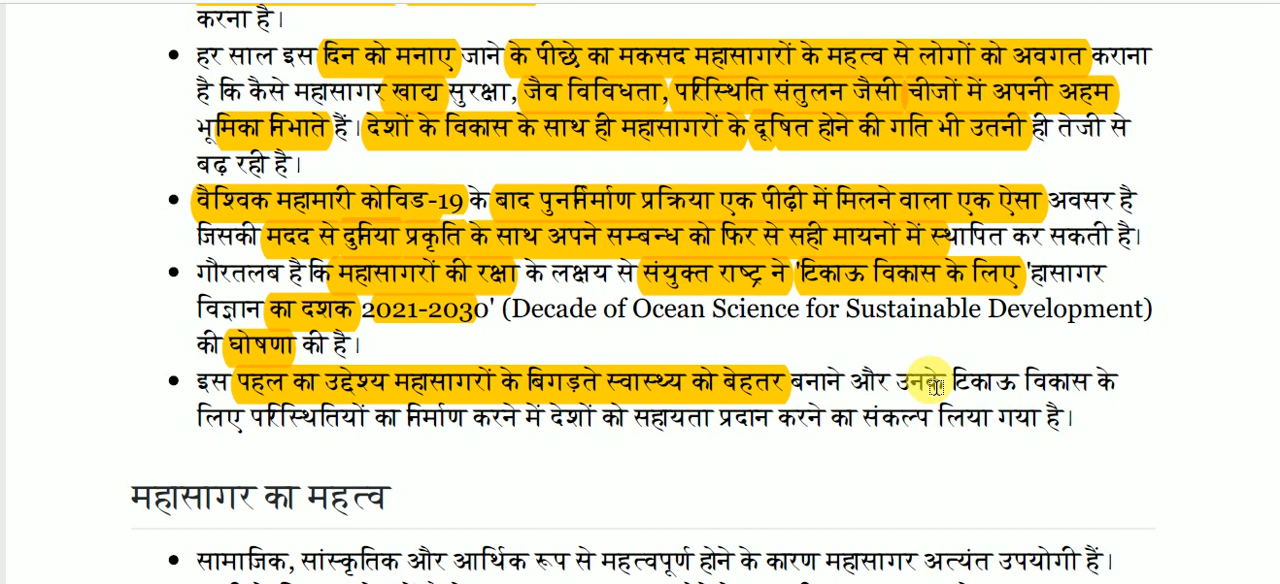 करना है।
हर साल इस दिन को मनाए जाने के पीछे का मकसद महासागरों के महत्व से लोगों को अवगत कराना
है कि कैसे महासागर खाद्य सुरक्षा, जैव विविधता, परिस्थिति संतुलन जैसी चीजों में अपनी अहम
भूमिका निभाते हैं। देशों के विकास के साथ ही महासागरों के दूषित होने की गति भी उतनी ही तेजी से
बढ़ रही है।
वैश्विक महामारी कोविड-19 के बाद पुनर्निर्माण प्रक्रिया एक पीढ़ी में मिलने वाला एक ऐसा अवसर है
जिसकी मदद से दुनिया प्रकृति के साथ अपने सम्बन्ध को फिर से सही मायनों में स्थापित कर सकती है।
गौरतलब है कि महासागरों की रक्षा के लक्षय से संयुक्त राष्ट्र ने 'टिकाऊ विकास के लिए 'हासागर
विज्ञान का दशक 2021-2030' (Decade of Ocean Science for Sustainable Development)
की घोषणा की है।
इस पहल का उद्देश्य महासागरों के बिगड़ते स्वास्थ्य को बेहतर बनाने और उनके टिकाऊ विकास के
लिए परिस्थितियों का निर्माण करने में देशों को सहायता प्रदान करने का संकल्प लिया गया है।
महासागर का महत्व
सामाजिक, सांस्कृतिक और आर्थिक रूप से महत्वपूर्ण होने के कारण महासागर अत्यंत उपयोगी हैं।